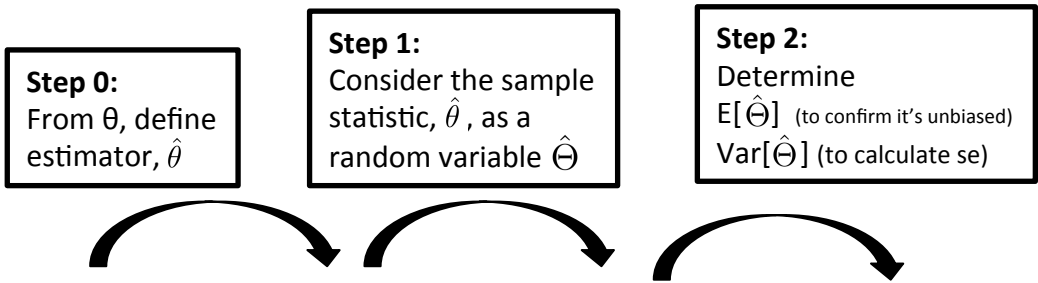 Step 0:
From θ, define
estimator, θ̂
Step 1:
Consider the sample
statistic, θ̂ , as a
random variable Θ̂
Step 2:
Determine
E[Θ̂] (to confirm it's unbiased)
Var[Θ̂] (to calculate se)